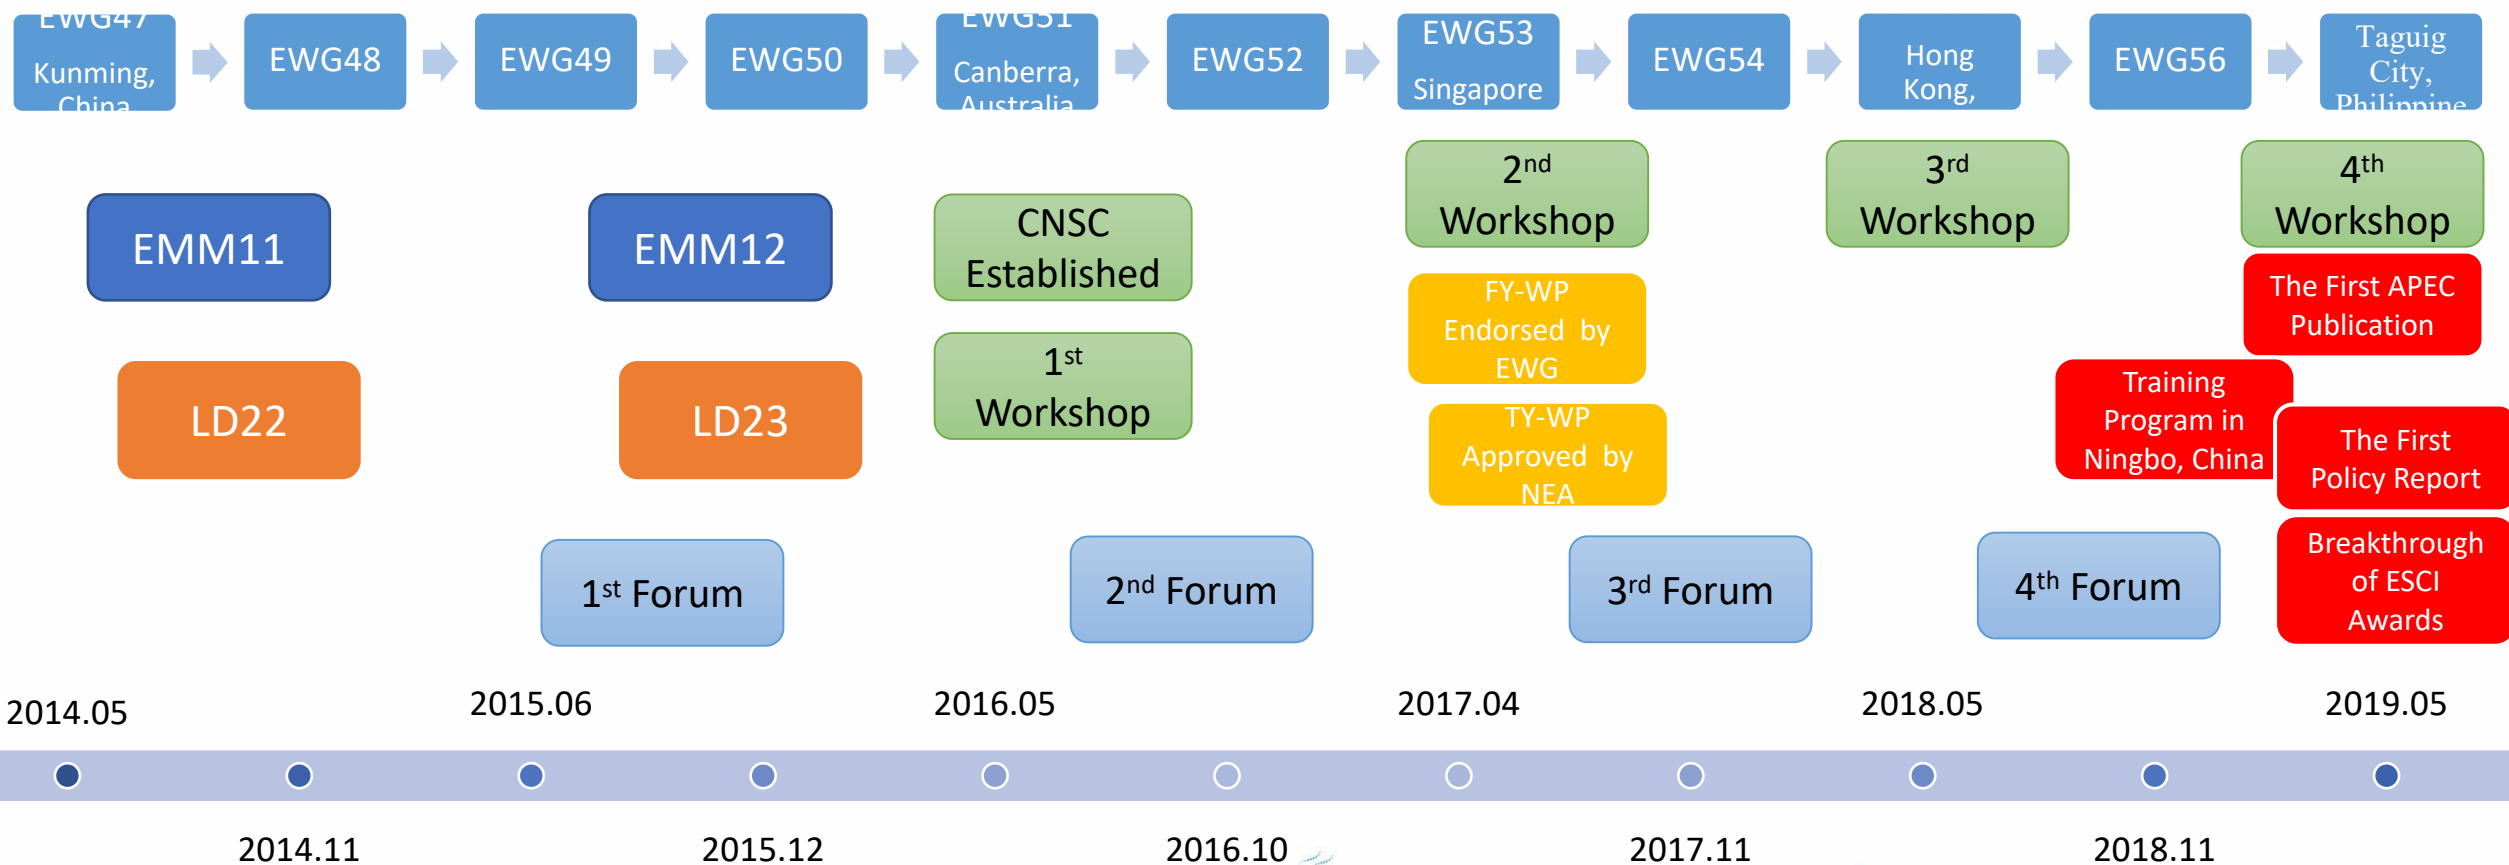 EWG47
Kunming,
China
EWG48
EWG49
EWG50
EWG51
Canberra,
Australia
EWG52
EWG53
Singapore
EWG54
Hong
Kong,
EWG56
Taguig
City,
Philippine
EMM11
EMM12
CNSC
Established
2nd
Workshop
3rd
Workshop
4th
Workshop
FY-WP
Endorsed by
EWG
The First APEC
Publication
LD22
LD23
1st
Workshop
TY-WP
Approved by
NEA
Training
Program in
Ningbo, China
The First
Policy Report
1st Forum
2nd Forum
3rd Forum
4th Forum
Breakthrough
of ESCI
Awards
2014.05
2015.06
2016.05
2017.04
2018.05
2019.05
2014.11
2015.12
2016.10
2017.11
2018.11